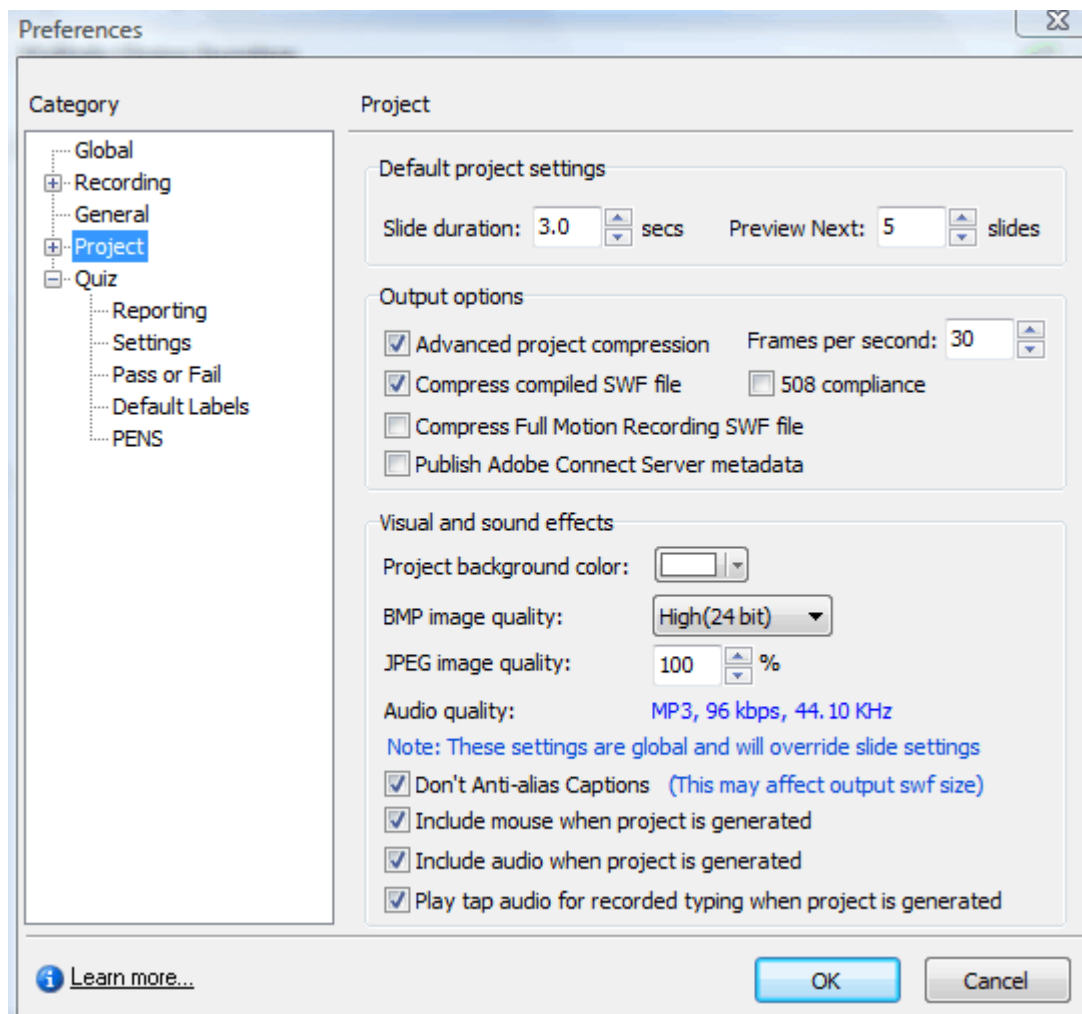 Preferences
Category
Project
Global
Recording
General
Project
Quiz
Reporting
Settings
Pass or Fail
Default Labels
PENS
Default project settings
Slide duration: 3.0 secs Preview Next: 5 slides
Output options
Advanced project compression Frames per second: 30
Compress compiled SWF file 508 compliance
Compress Full Motion Recording SWF file
Publish Adobe Connect Server metadata
Visual and sound effects
Project background color:
BMP image quality: High(24 bit)
JPEG image quality: 100 %
Audio quality: MP3, 96 kbps, 44.10 KHz
Note: These settings are global and will override slide settings
Don't Anti-alias Captions (This may affect output swf size)
Include mouse when project is generated
Include audio when project is generated
Play tap audio for recorded typing when project is generated
Learn more...
OK Cancel